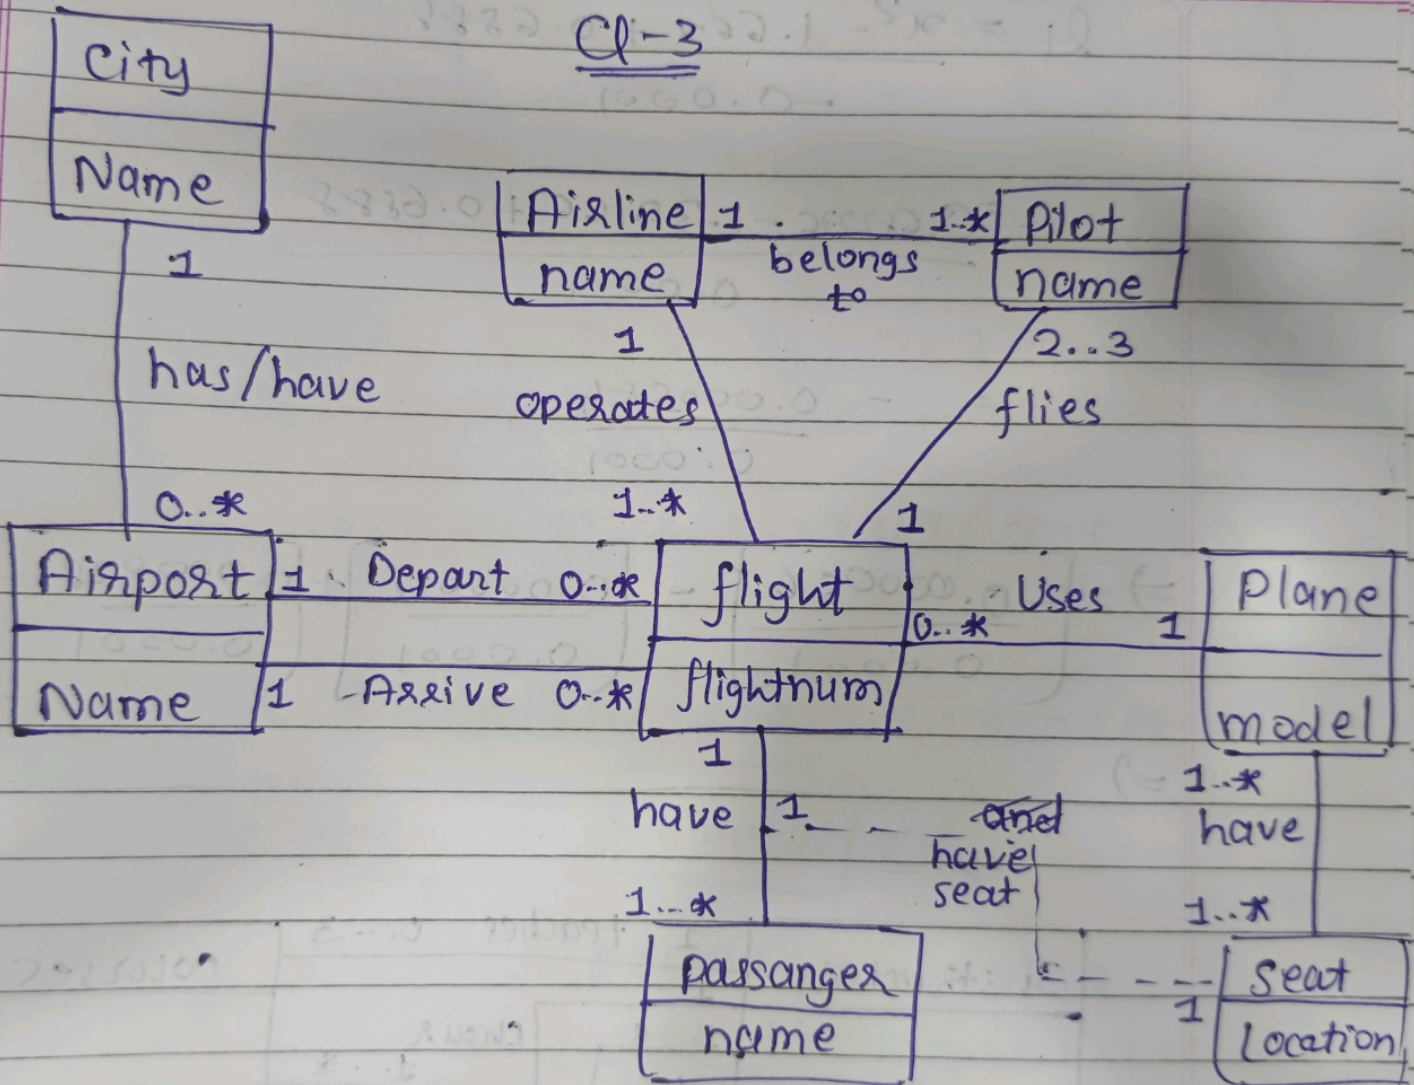 Q-3
City
Name
1
has/have
0..*
Airline
name
1
1..*
belongs
to
Pilot
name
1
operates
1..*
2..3
flies
1
Airport
Name
1 Depart 0..*
1 Arrive 0..*
flight
flightnum
Uses
0..* 1
Plane
model
1
have
1...*
1
have
seat
1..*
have
1..*
passanger
name
1
Seat
Location